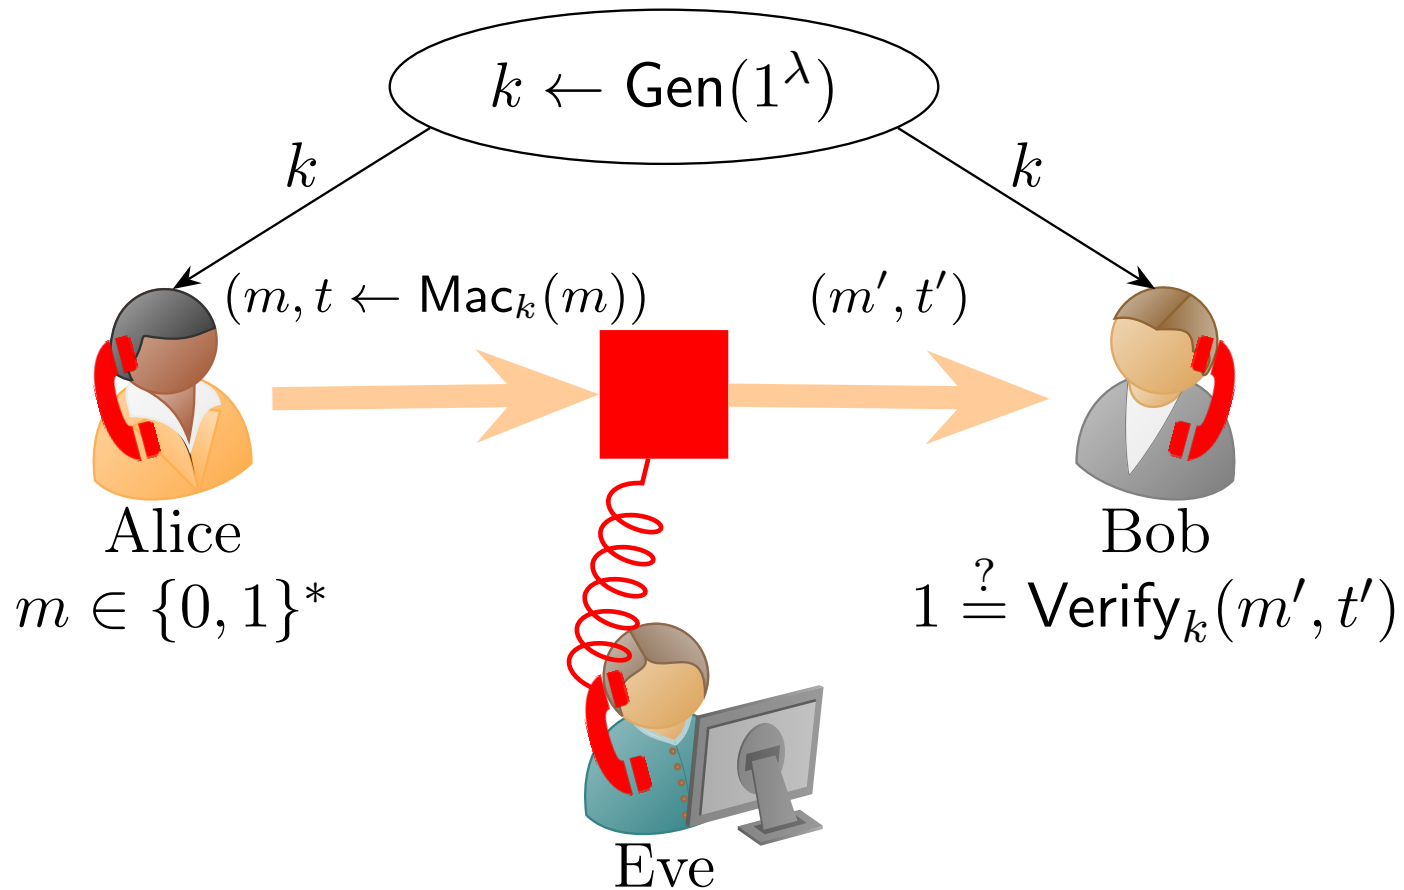 k ← Gen(1^λ)
k
k
(m, t ← Mac_k(m))
(m′, t′)
Alice
Bob
m ∈ {0, 1}*
1 ≟ Verify_k(m′, t′)
Eve